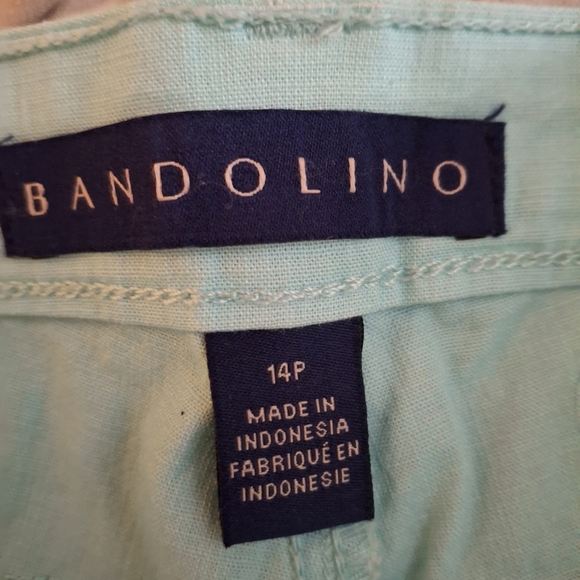 BANDOLINO
14P
MADE IN
INDONESIA
FABRIQUÉ EN
INDONESIE